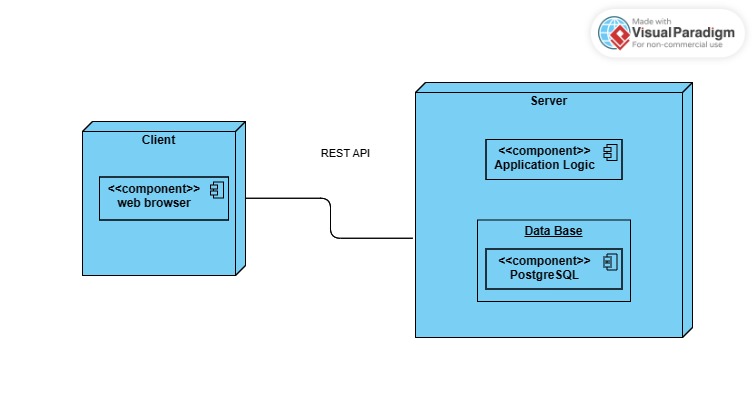 Made with
Visual Paradigm
For non-commercial use
Server
Client
<<component>>
Application Logic
REST API
<<component>>
web browser
Data Base
<<component>>
PostgreSQL